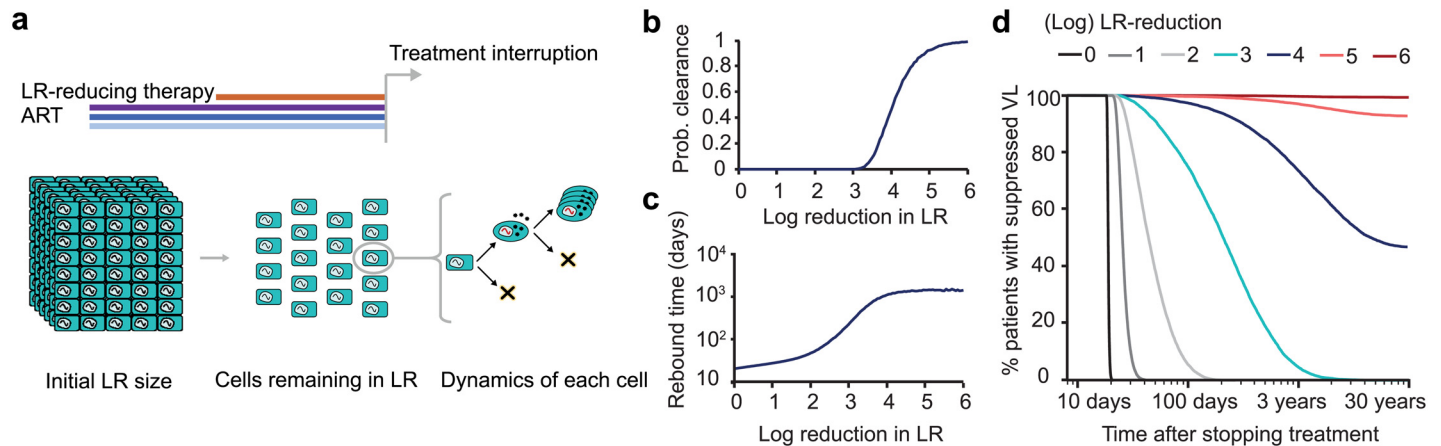 a
Treatment interruption
LR-reducing therapy
ART
Initial LR size
Cells remaining in LR
Dynamics of each cell
b
Prob. clearance
1
0.8
0.6
0.4
0.2
0
0 1 2 3 4 5 6
Log reduction in LR
c
Rebound time (days)
10⁴
10³
10²
10
0 1 2 3 4 5 6
Log reduction in LR
d
(Log) LR-reduction
0 1 2 3 4 5 6
% patients with suppressed VL
100
80
60
40
20
0
10 days 100 days 3 years 30 years
Time after stopping treatment